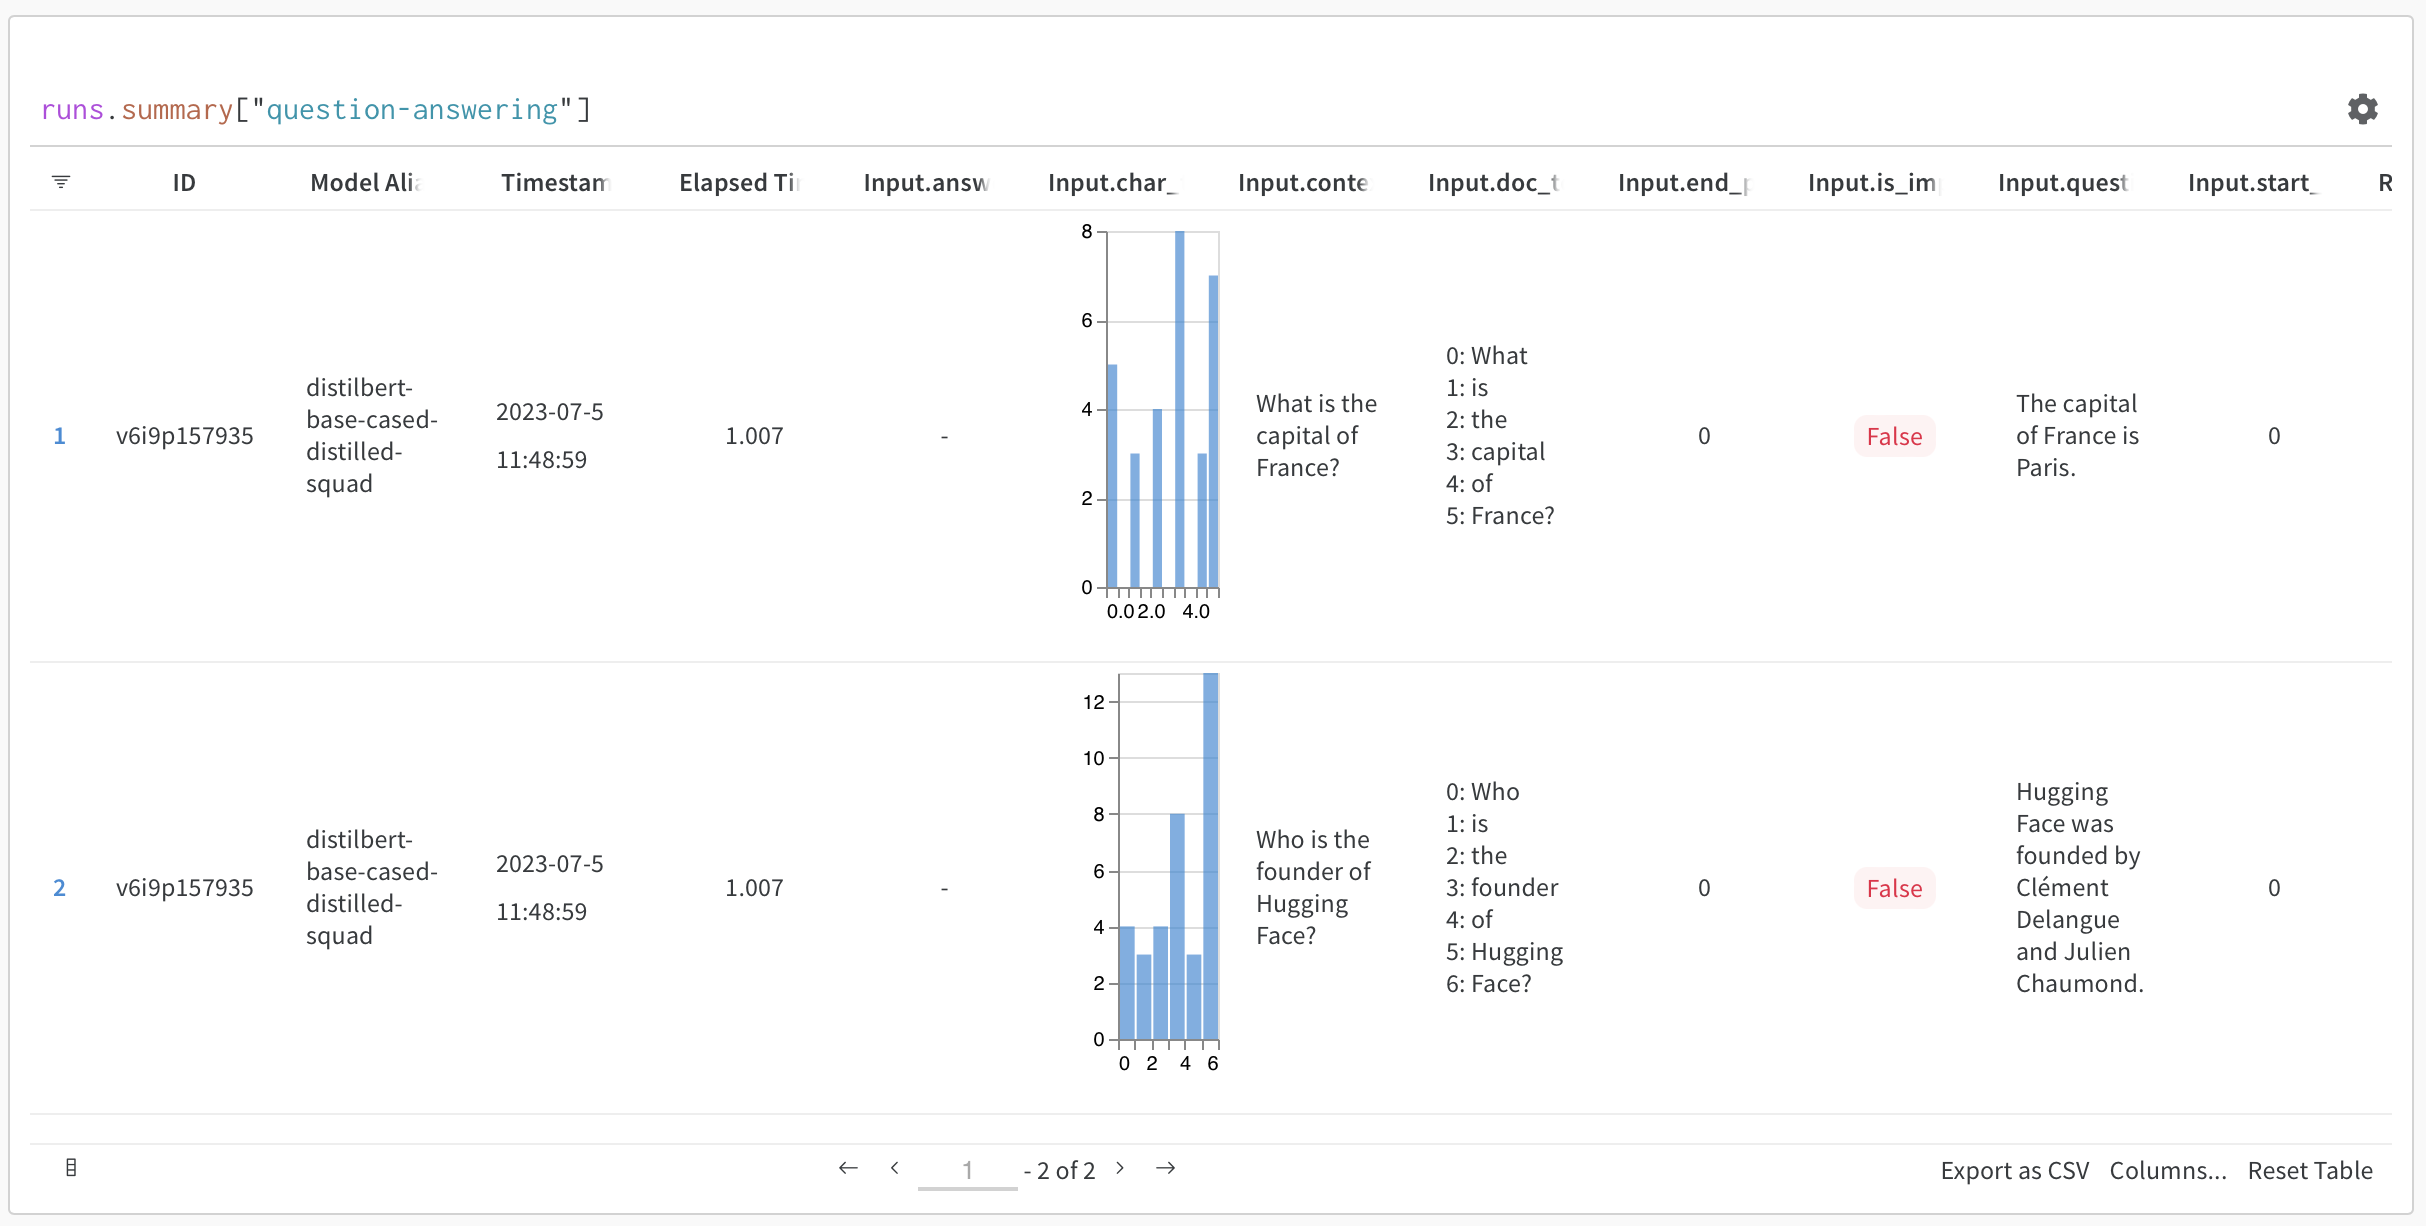 runs.summary["question-answering"]
ID Model Alia Timestam Elapsed Ti Input.answ Input.char_ Input.conte Input.doc_t Input.end_p Input.is_im Input.quest Input.start_ R
8
6
4
2
0
0.0 2.0 4.0
1
v6i9p157935
distilbert-
base-cased-
distilled-
squad
2023-07-5
11:48:59
1.007
-
What is the
capital of
France?
0: What
1: is
2: the
3: capital
4: of
5: France?
0
False
The capital
of France is
Paris.
0
2
v6i9p157935
distilbert-
base-cased-
distilled-
squad
2023-07-5
11:48:59
1.007
-
12
10
8
6
4
2
0
0 2 4 6
Who is the
founder of
Hugging
Face?
0: Who
1: is
2: the
3: founder
4: of
5: Hugging
6: Face?
0
False
Hugging
Face was
founded by
Clément
Delangue
and Julien
Chaumond.
0
1 - 2 of 2
Export as CSV Columns... Reset Table